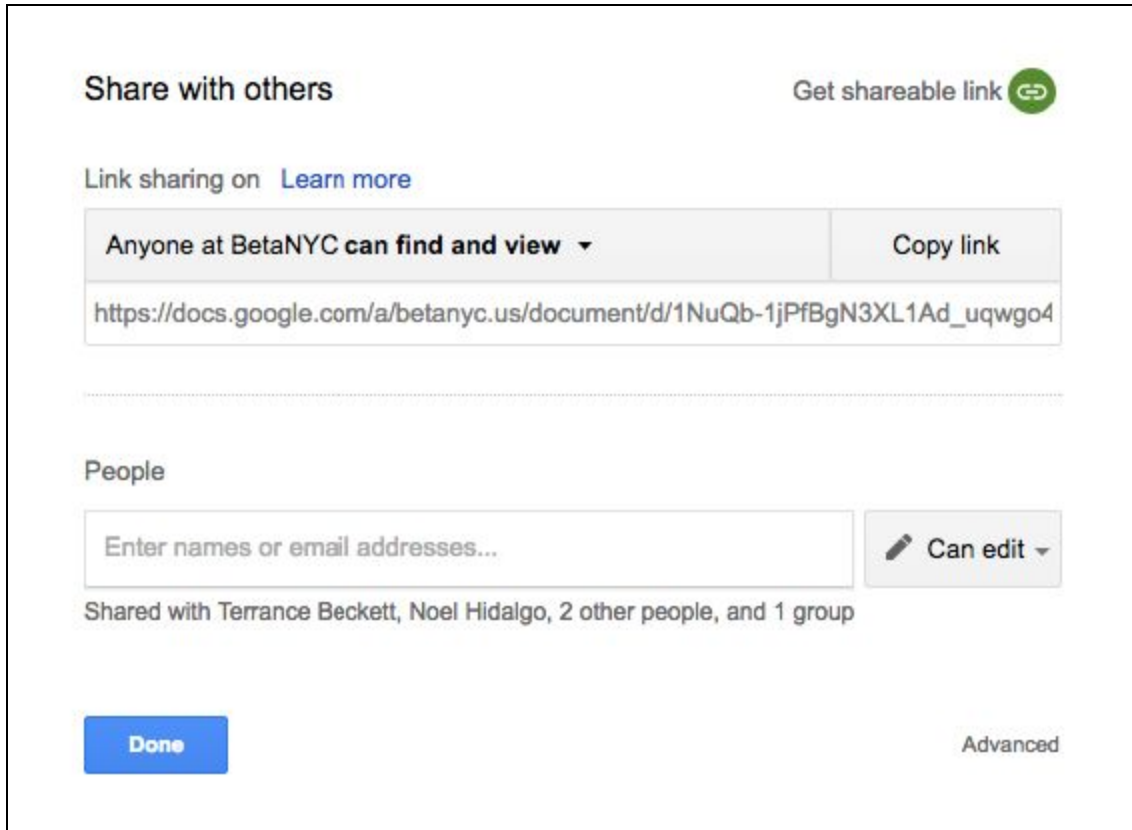 Share with others
Get shareable link
Link sharing on Learn more
Anyone at BetaNYC can find and view
Copy link
https://docs.google.com/a/betanyc.us/document/d/1NuQb-1jPfBgN3XL1Ad_uqwgo4
People
Enter names or email addresses...
Can edit
Shared with Terrance Beckett, Noel Hidalgo, 2 other people, and 1 group
Done
Advanced